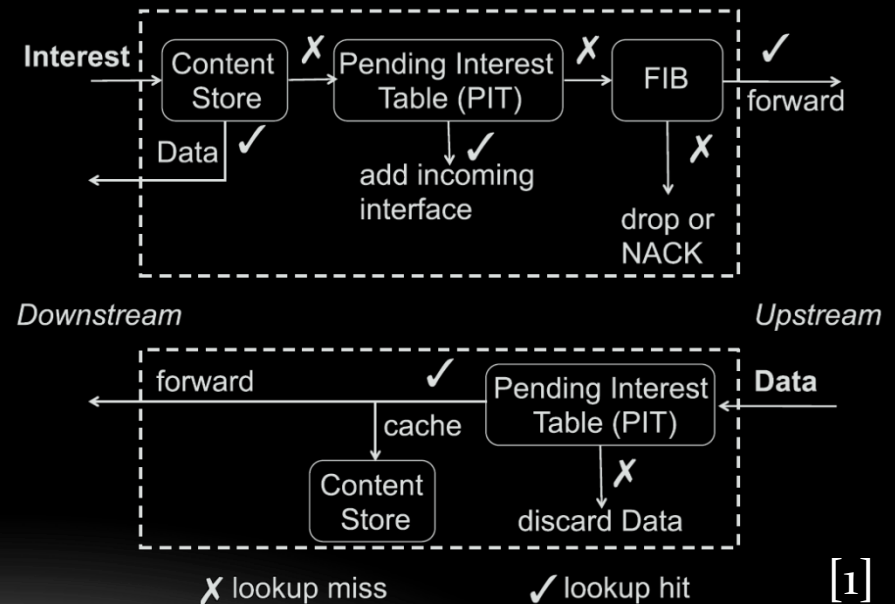 Interest
Content
Store
✗
Pending Interest
Table (PIT)
✗
FIB
✓
forward
Data
✓
✓
add incoming
interface
✗
drop or
NACK
Downstream
Upstream
forward
✓
Pending Interest
Table (PIT)
Data
cache
Content
Store
✗
discard Data
✗ lookup miss
✓ lookup hit
[1]